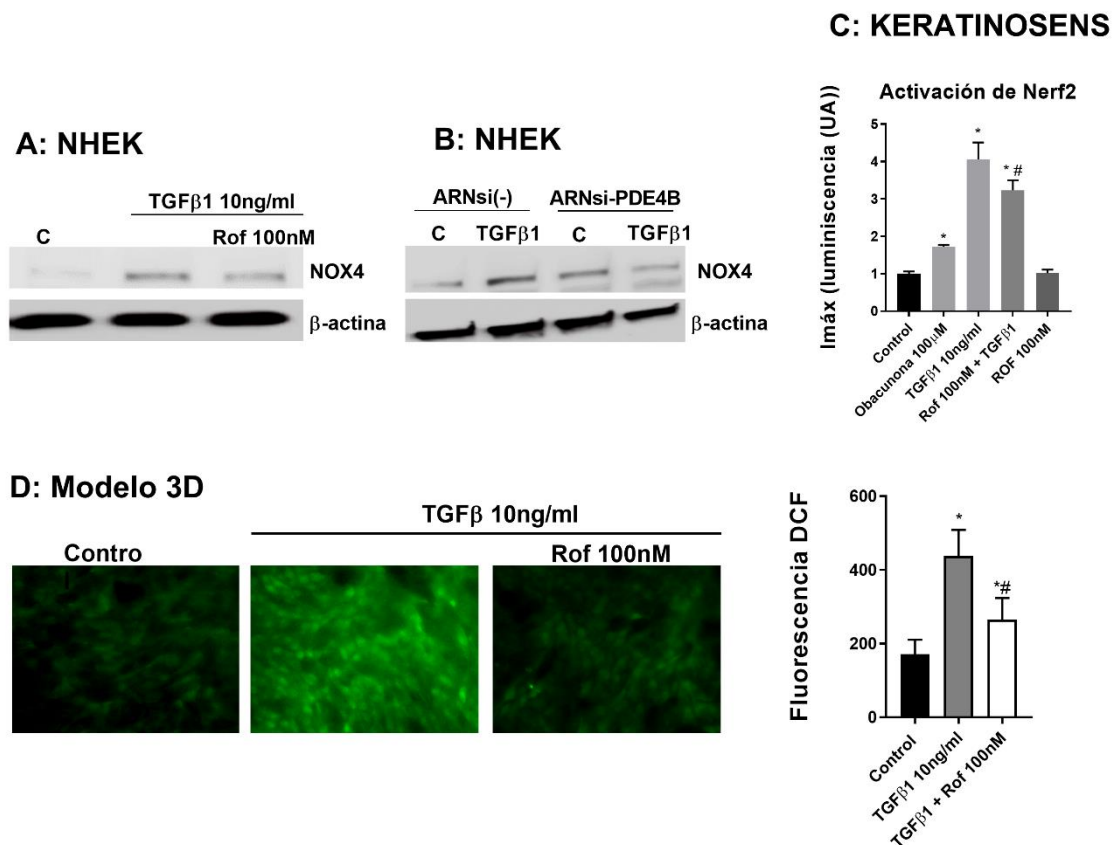 C: KERATINOSENS
A: NHEK
TGFβ1 10ng/ml
C
Rof 100nM
NOX4
β-actina
B: NHEK
ARNsi(-) ARNsi-PDE4B
C TGFβ1 C TGFβ1
NOX4
β-actina
Activación de Nerf2
Imáx (luminiscencia (UA))
5
4
3
2
1
0
*
*
* #
Control
Obacunona 100μM
TGFβ1 10ng/ml
Rof 100nM + TGFβ1
ROF 100nM
D: Modelo 3D
TGFβ 10ng/ml
Contro
l
Rof 100nM
Fluorescencia DCF
600
400
200
0
*
*#
Control
TGFβ1 10ng/ml
TGFβ1 + Rof 100nM